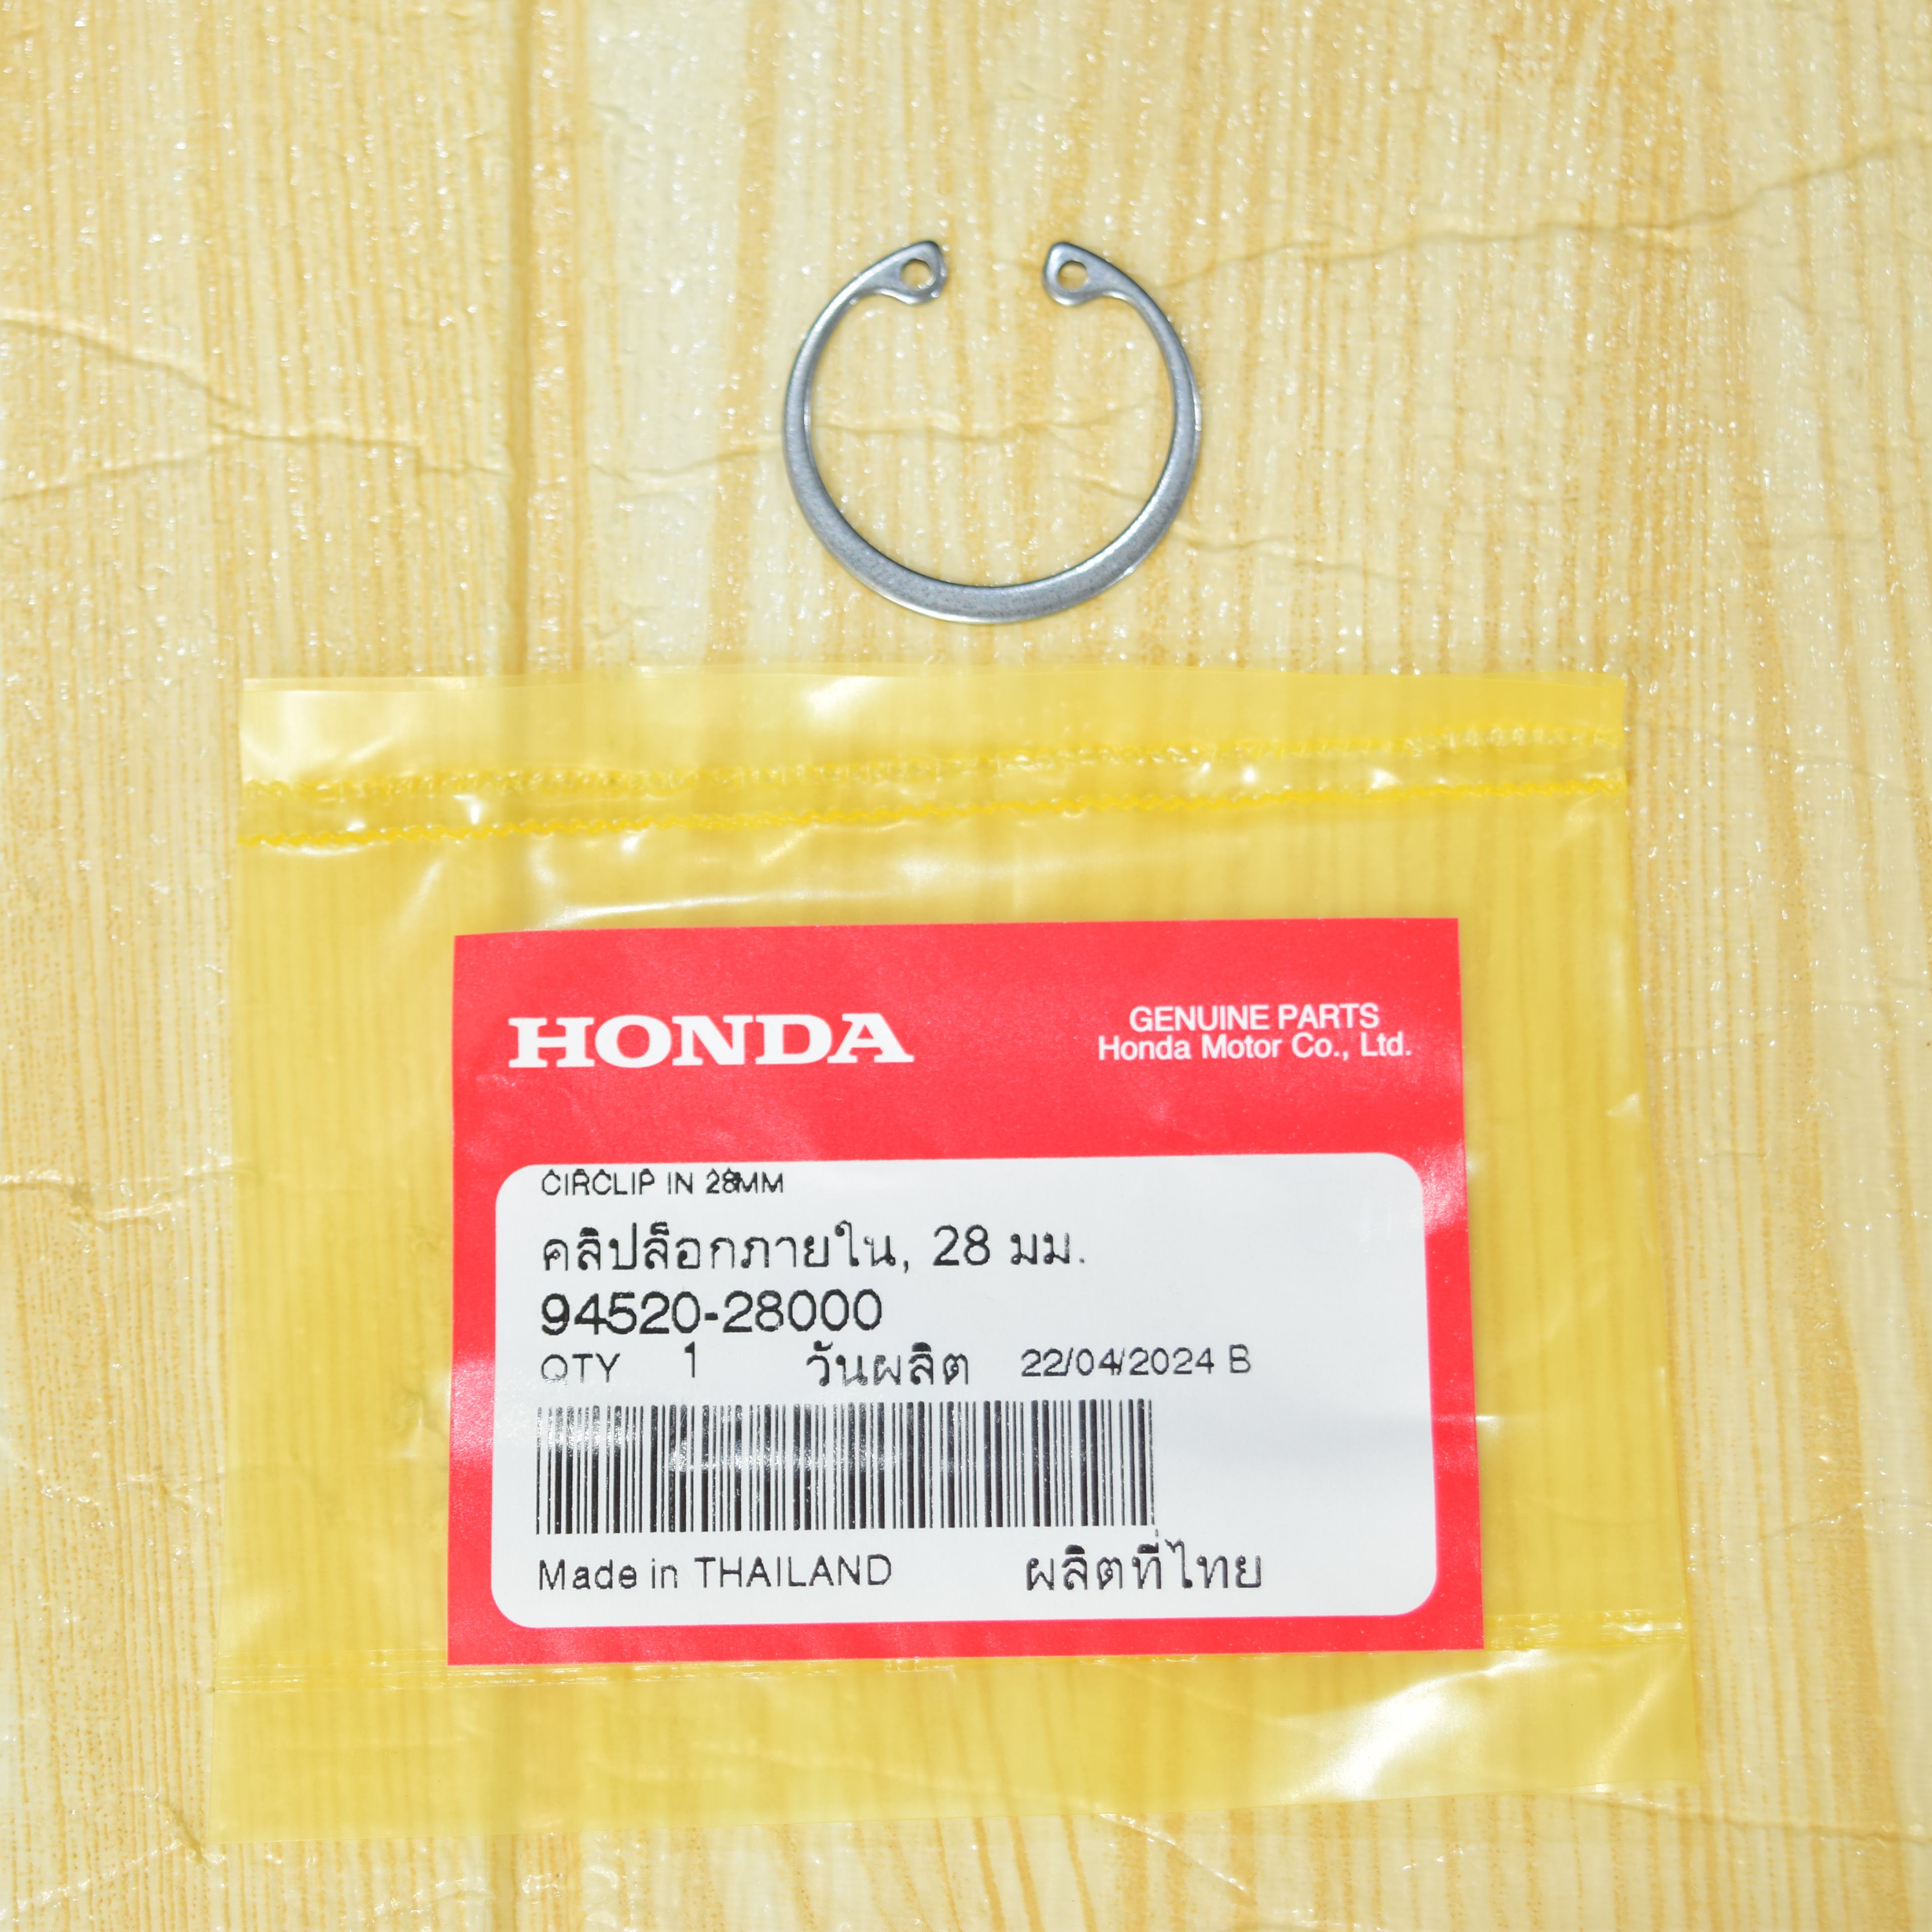 HONDA
GENUINE PARTS
Honda Motor Co., Ltd.
CIRCLIP IN 28MM
คลิปล็อกภายใน, 28 มม.
94520-28000
QTY 1 วันผลิต 22/04/2024 B
Made in THAILAND ผลิตที่ไทย